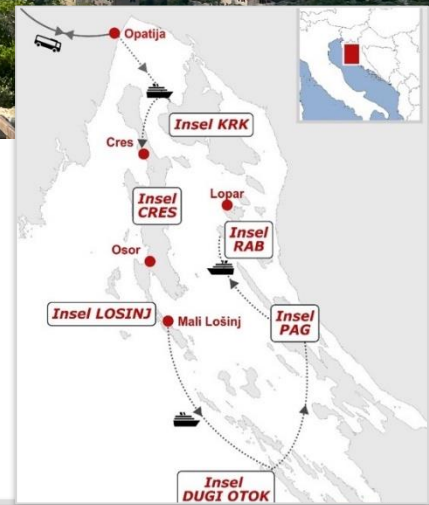 Opatija
Insel KRK
Cres
Insel
CRES
Lopar
Insel
RAB
Osor
Insel LOSINJ
Mali Lošinj
Insel
PAG
Insel
DUGI OTOK